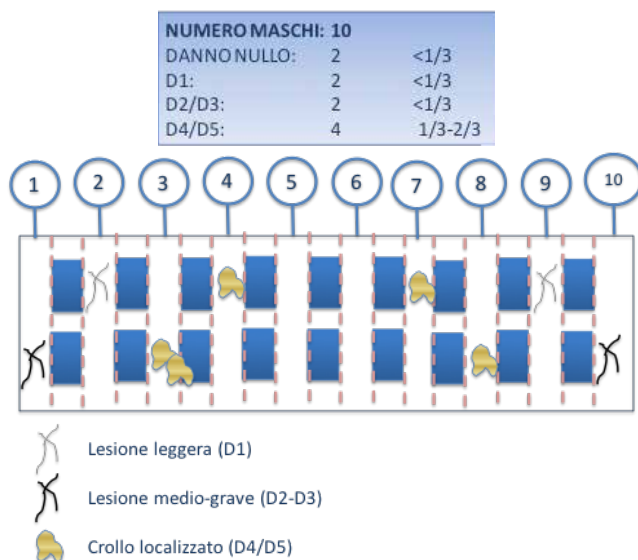 NUMERO MASCHI: 10
DANNO NULLO: 2 <1/3
D1: 2 <1/3
D2/D3: 2 <1/3
D4/D5: 4 1/3-2/3
1 2 3 4 5 6 7 8 9 10
Lesione leggera (D1)
Lesione medio-grave (D2-D3)
Crollo localizzato (D4/D5)